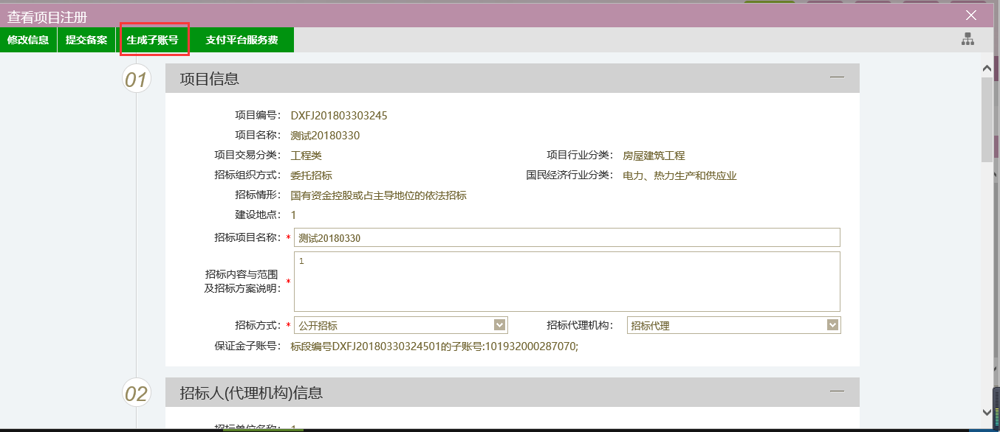 查看项目注册
修改信息 提交备案 生成子账号 支付平台服务费
01 项目信息
项目编号： DXFJ201803303245
项目名称： 测试20180330
项目交易分类： 工程类 项目行业分类： 房屋建筑工程
招标组织方式： 委托招标 国民经济行业分类： 电力、热力生产和供应业
招标情形： 国有资金控股或占主导地位的依法招标
建设地点： 1
招标项目名称：* 测试20180330
招标内容与范围
及招标方案说明：* 1
招标方式：* 公开招标 招标代理机构： 招标代理
保证金子账号： 标段编号DXFJ20180330324501的子账号:101932000287070;
02 招标人(代理机构)信息
招标单位名称： 1